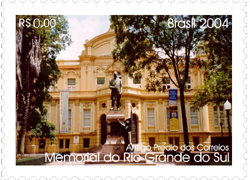 R$ 0,00
Brasil 2004
Antigo Prédio dos Correios
Memorial do Rio Grande do Sul